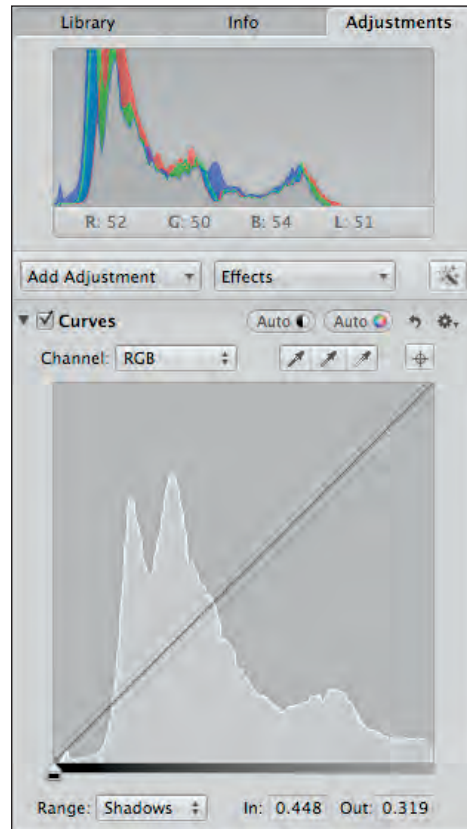 Library Info Adjustments
R: 52 G: 50 B: 54 L: 51
Add Adjustment Effects
Curves Auto Auto
Channel: RGB
Range: Shadows In: 0.448 Out: 0.319